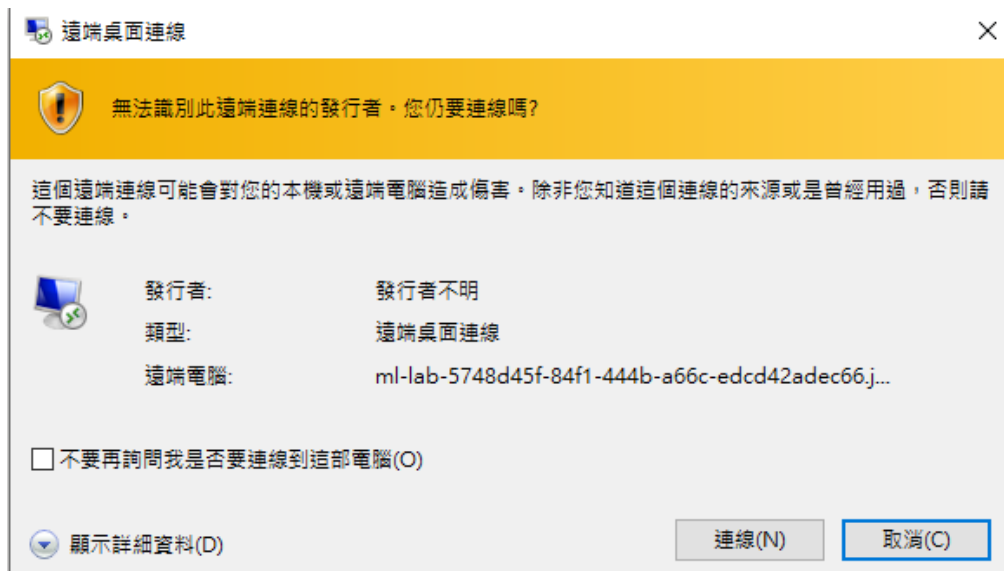 遠端桌面連線
無法識別此遠端連線的發行者。您仍要連線嗎?
這個遠端連線可能會對您的本機或遠端電腦造成傷害。除非您知道這個連線的來源或是曾經用過，否則請
不要連線。
發行者: 發行者不明
類型: 遠端桌面連線
遠端電腦: ml-lab-5748d45f-84f1-444b-a66c-edcd42adec66.j...
不要再詢問我是否要連線到這部電腦(O)
顯示詳細資料(D) 連線(N) 取消(C)